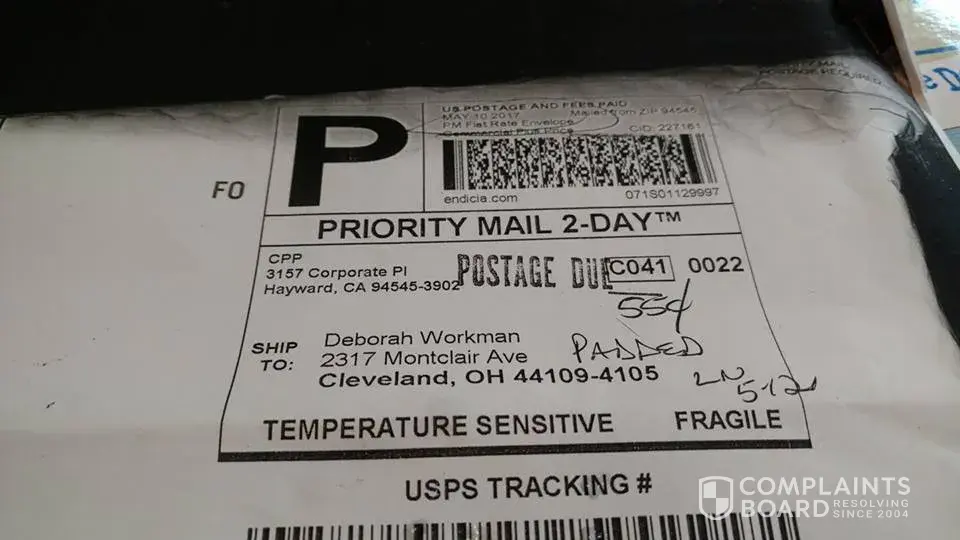 US POSTAGE AND FEES PAID
MAY 10 2017 Mailed from ZIP 94545
PM Flat Rate Envelope
Commercial Plus Price CID: 227161
endicia.com 071S01129997
P
FO
PRIORITY MAIL 2-DAY™
CPP
3157 Corporate Pl
Hayward, CA 94545-3902
POSTAGE DUE
C041 0022
55¢
PADDED
SHIP TO:
Deborah Workman
2317 Montclair Ave
Cleveland, OH 44109-4105
TEMPERATURE SENSITIVE FRAGILE
USPS TRACKING #
COMPLAINTS
BOARD RESOLVING
SINCE 2004